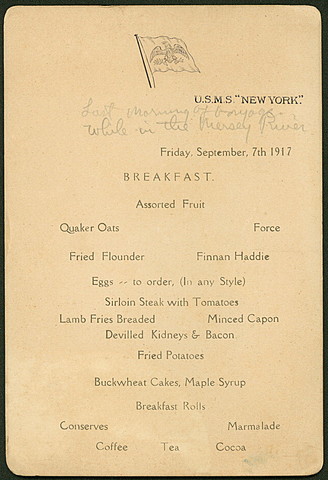 U.S.M.S. "NEW YORK".
Last morning of voyage.
while in the Mersey River.
Friday, September, 7th 1917
BREAKFAST.
Assorted Fruit
Quaker Oats Force
Fried Flounder Finnan Haddie
Eggs -- to order, (In any Style)
Sirloin Steak with Tomatoes
Lamb Fries Breaded Minced Capon
Devilled Kidneys & Bacon
Fried Potatoes
Buckwheat Cakes, Maple Syrup
Breakfast Rolls
Conserves Marmalade
Coffee Tea Cocoa